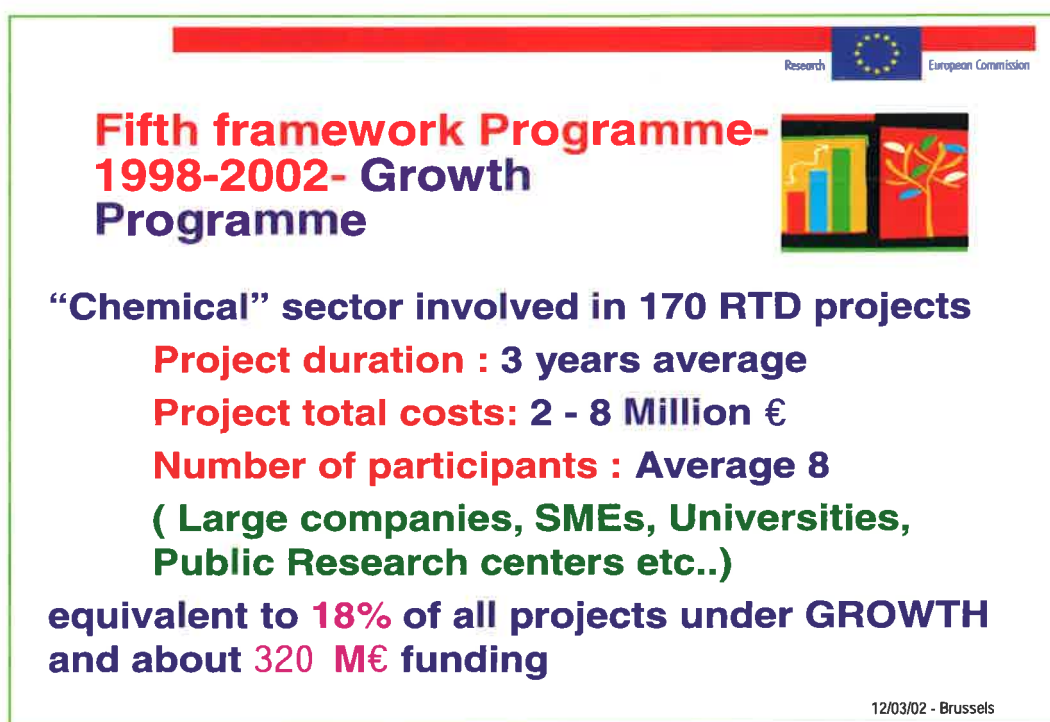 Research European Commission
Fifth framework Programme-
1998-2002- Growth
Programme
“Chemical” sector involved in 170 RTD projects
Project duration : 3 years average
Project total costs: 2 - 8 Million €
Number of participants : Average 8
( Large companies, SMEs, Universities,
Public Research centers etc..)
equivalent to 18% of all projects under GROWTH
and about 320 M€ funding
12/03/02 - Brussels